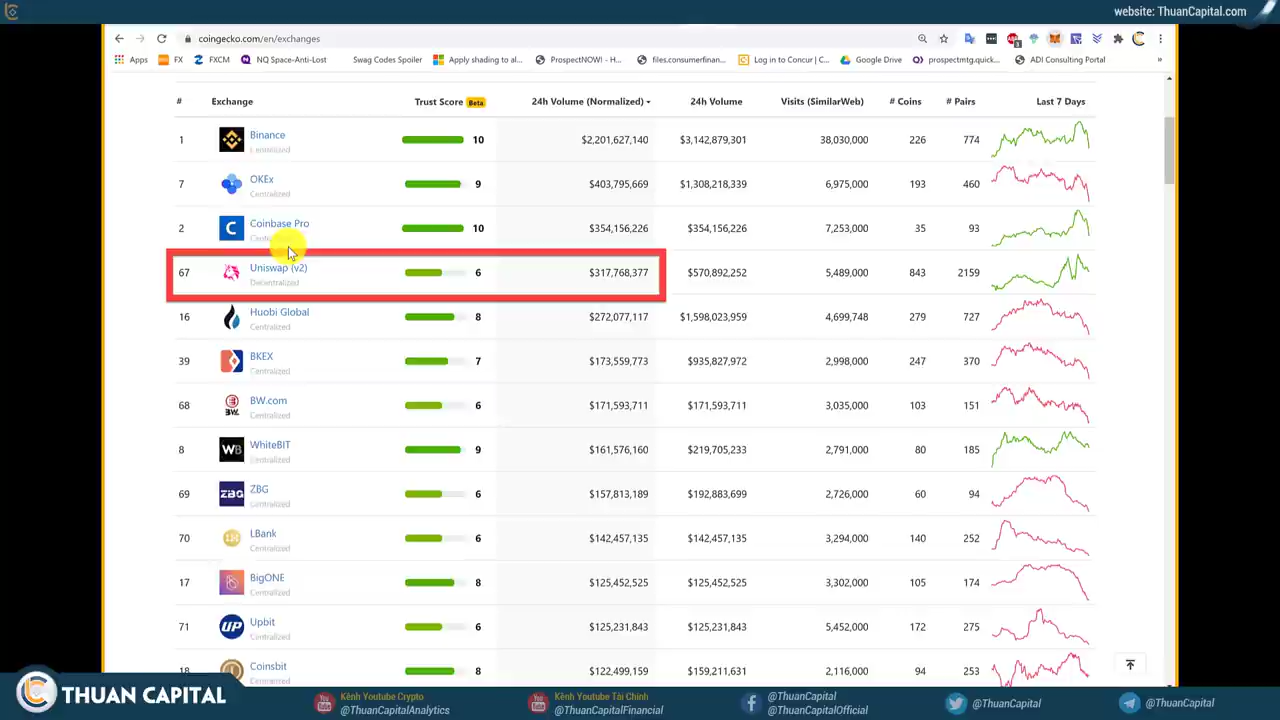 website: ThuanCapital.com
coingecko.com/en/exchanges
Apps FX FXCM NQ Space-Anti-Lost Swag Codes Spoiler Apply shading to al... ProspectNOW! - H... files.consumerfinan... Log in to Concur | C... Google Drive prospectmtg.quick... ADI Consulting Portal »
# Exchange Trust Score Beta 24h Volume (Normalized) 24h Volume Visits (SimilarWeb) # Coins # Pairs Last 7 Days
1 Binance 10 $2,201,627,140 $3,142,879,301 38,030,000 226 774
Centralized
7 OKEx 9 $403,795,669 $1,308,218,339 6,975,000 193 460
Centralized
2 Coinbase Pro 10 $354,156,226 $354,156,226 7,253,000 35 93
Centralized
67 Uniswap (v2) 6 $317,768,377 $570,892,252 5,489,000 843 2159
Decentralized
16 Huobi Global 8 $272,077,117 $1,598,023,959 4,699,748 279 727
Centralized
39 BKEX 7 $173,559,773 $935,827,972 2,998,000 247 370
Centralized
68 BW.com 6 $171,593,711 $171,593,711 3,035,000 103 151
Centralized
8 WhiteBIT 9 $161,576,160 $219,705,233 2,791,000 80 185
Centralized
69 ZBG 6 $157,813,189 $192,883,699 2,726,000 60 94
Centralized
70 LBank 6 $142,457,135 $142,457,135 3,294,000 140 252
Centralized
17 BigONE 8 $125,452,525 $125,452,525 3,302,000 105 174
Centralized
71 Upbit 6 $125,231,843 $125,231,843 5,452,000 172 275
Centralized
18 Coinsbit 8 $122,499,159 $159,211,631 2,116,000 94 253
Centralized
THUAN CAPITAL
Kênh Youtube Crypto
@ThuanCapitalAnalytics
Kênh Youtube Tài Chính
@ThuanCapitalFinancial
@ThuanCapital
@ThuanCapitalOfficial
@ThuanCapital
@ThuanCapital